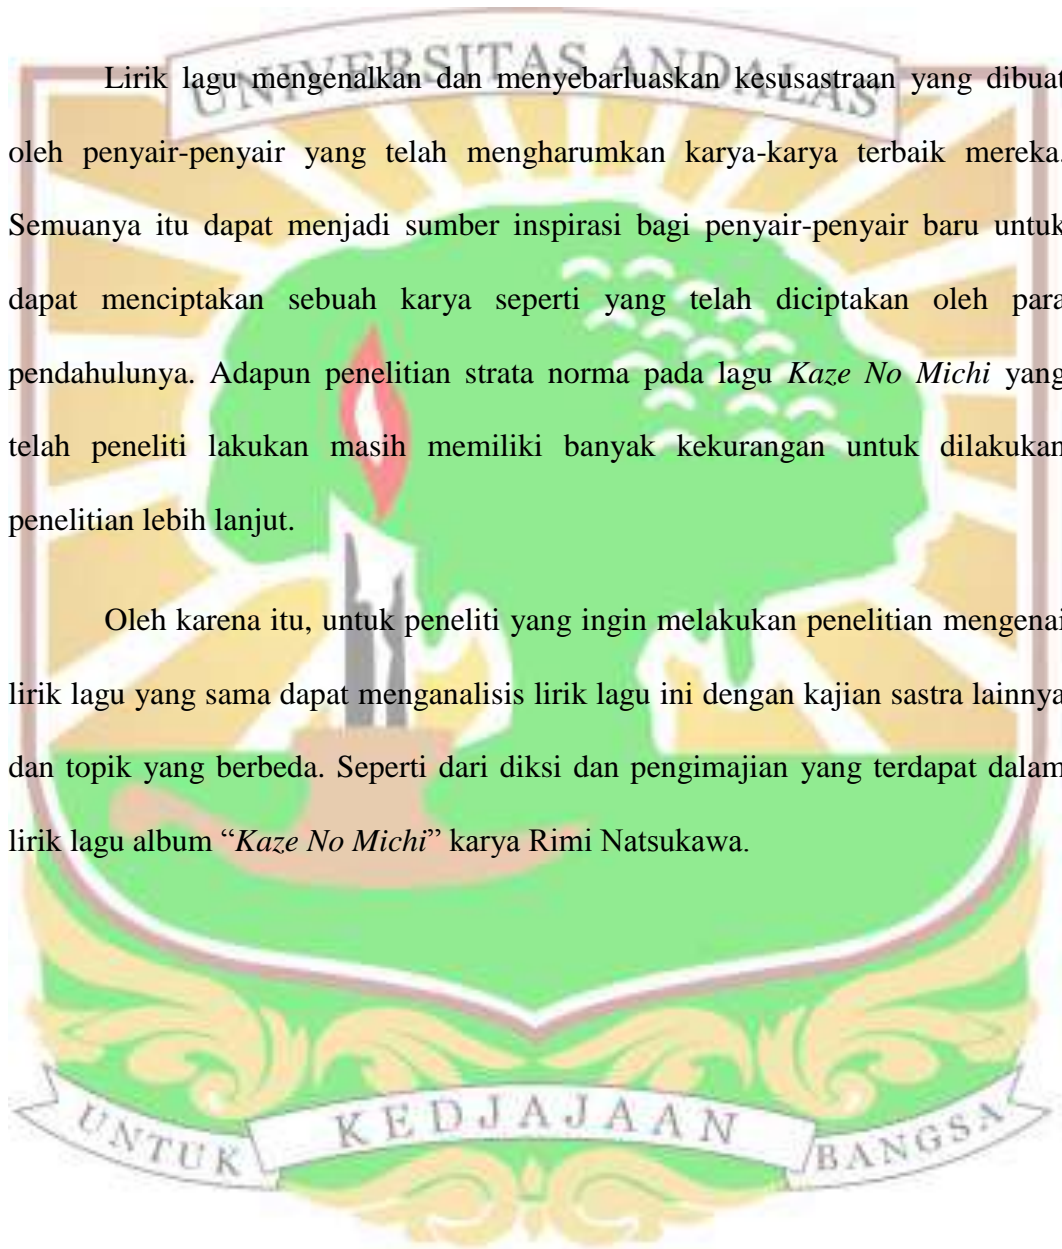 UNIVERSITAS ANDALAS
Lirik lagu mengenalkan dan menyebarluaskan kesusastraan yang dibuat
oleh penyair-penyair yang telah mengharumkan karya-karya terbaik mereka.
Semuanya itu dapat menjadi sumber inspirasi bagi penyair-penyair baru untuk
dapat menciptakan sebuah karya seperti yang telah diciptakan oleh para
pendahulunya. Adapun penelitian strata norma pada lagu Kaze No Michi yang
telah peneliti lakukan masih memiliki banyak kekurangan untuk dilakukan
penelitian lebih lanjut.
Oleh karena itu, untuk peneliti yang ingin melakukan penelitian mengenai
lirik lagu yang sama dapat menganalisis lirik lagu ini dengan kajian sastra lainnya
dan topik yang berbeda. Seperti dari diksi dan pengimajian yang terdapat dalam
lirik lagu album “Kaze No Michi” karya Rimi Natsukawa.
UNTUK KEDJAJAAN BANGSA